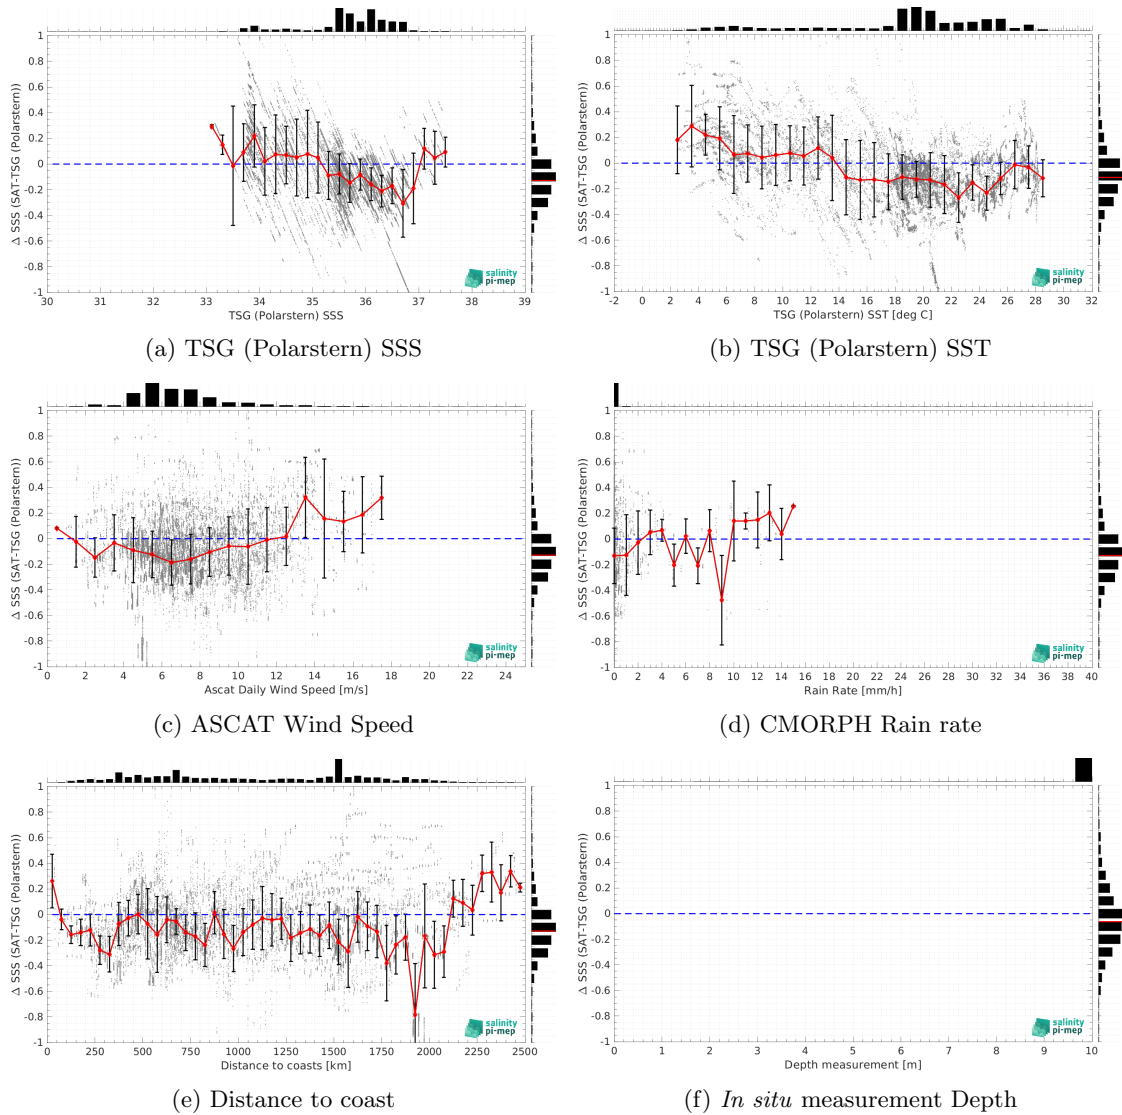 1
0.8
0.6
0.4
0.2
0
-0.2
-0.4
-0.6
-0.8
-1
Δ SSS (SAT-TSG (Polarstern))
salinity
pi-mep
30 31 32 33 34 35 36 37 38 39
TSG (Polarstern) SSS
(a) TSG (Polarstern) SSS
1
0.8
0.6
0.4
0.2
0
-0.2
-0.4
-0.6
-0.8
-1
Δ SSS (SAT-TSG (Polarstern))
salinity
pi-mep
-2 0 2 4 6 8 10 12 14 16 18 20 22 24 26 28 30 32
TSG (Polarstern) SST [deg C]
(b) TSG (Polarstern) SST
1
0.8
0.6
0.4
0.2
0
-0.2
-0.4
-0.6
-0.8
-1
Δ SSS (SAT-TSG (Polarstern))
salinity
pi-mep
0 2 4 6 8 10 12 14 16 18 20 22 24
Ascat Daily Wind Speed [m/s]
(c) ASCAT Wind Speed
1
0.8
0.6
0.4
0.2
0
-0.2
-0.4
-0.6
-0.8
-1
Δ SSS (SAT-TSG (Polarstern))
salinity
pi-mep
0 2 4 6 8 10 12 14 16 18 20 22 24 26 28 30 32 34 36 38 40
Rain Rate [mm/h]
(d) CMORPH Rain rate
1
0.8
0.6
0.4
0.2
0
-0.2
-0.4
-0.6
-0.8
-1
Δ SSS (SAT-TSG (Polarstern))
salinity
pi-mep
0 250 500 750 1000 1250 1500 1750 2000 2250 2500
Distance to coasts [km]
(e) Distance to coast
1
0.8
0.6
0.4
0.2
0
-0.2
-0.4
-0.6
-0.8
-1
Δ SSS (SAT-TSG (Polarstern))
salinity
pi-mep
0 1 2 3 4 5 6 7 8 9 10
Depth measurement [m]
(f) In situ measurement Depth